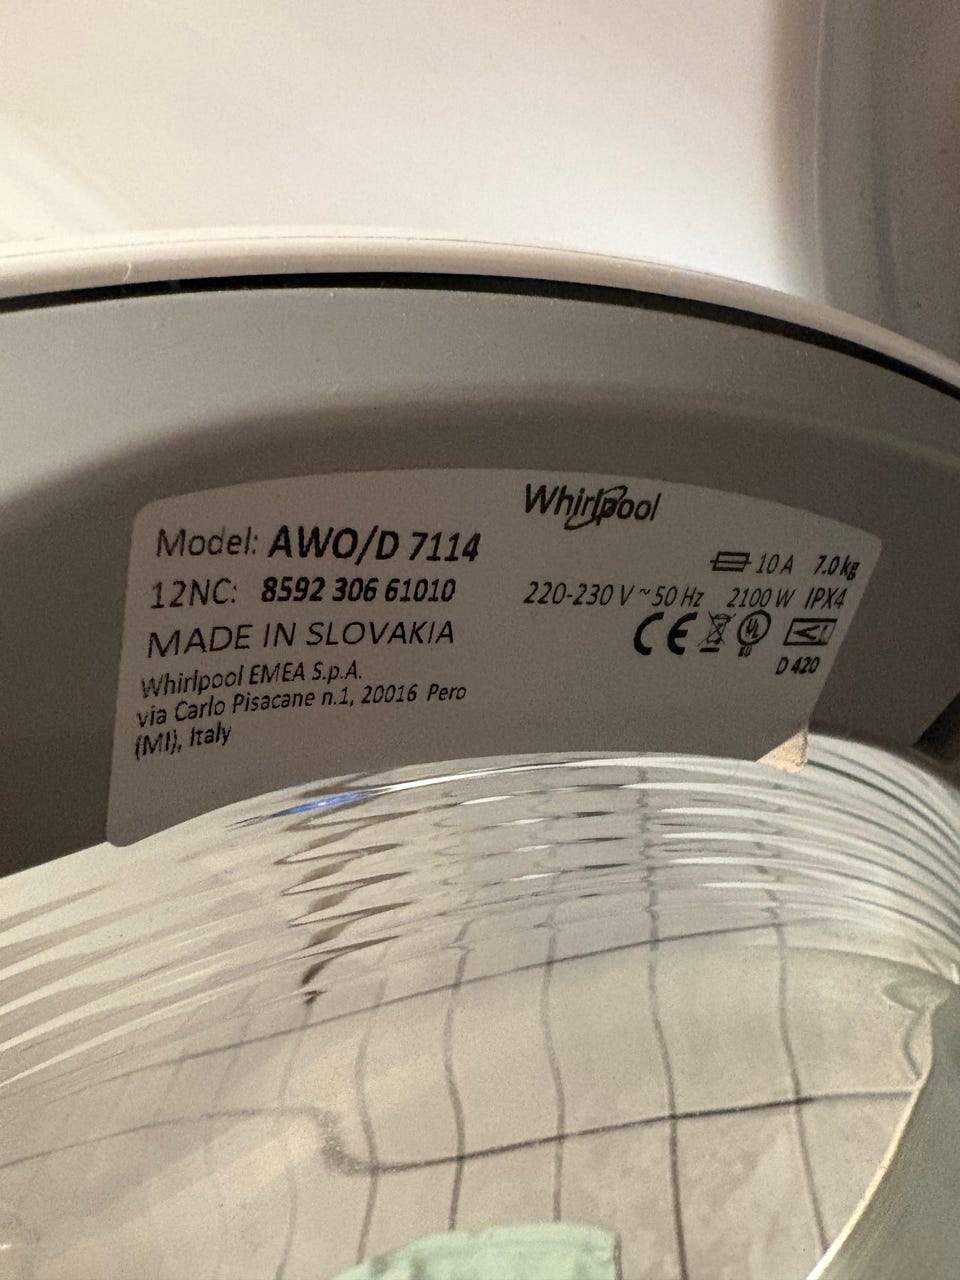 Whirlpool
Model: AWO/D 7114
12NC: 8592 306 61010
MADE IN SLOVAKIA
Whirlpool EMEA S.p.A.
via Carlo Pisacane n.1, 20016 Pero
(MI), Italy
10 A 7.0 kg
220-230 V ~ 50 Hz 2100 W IPX4
CE UL
D 420